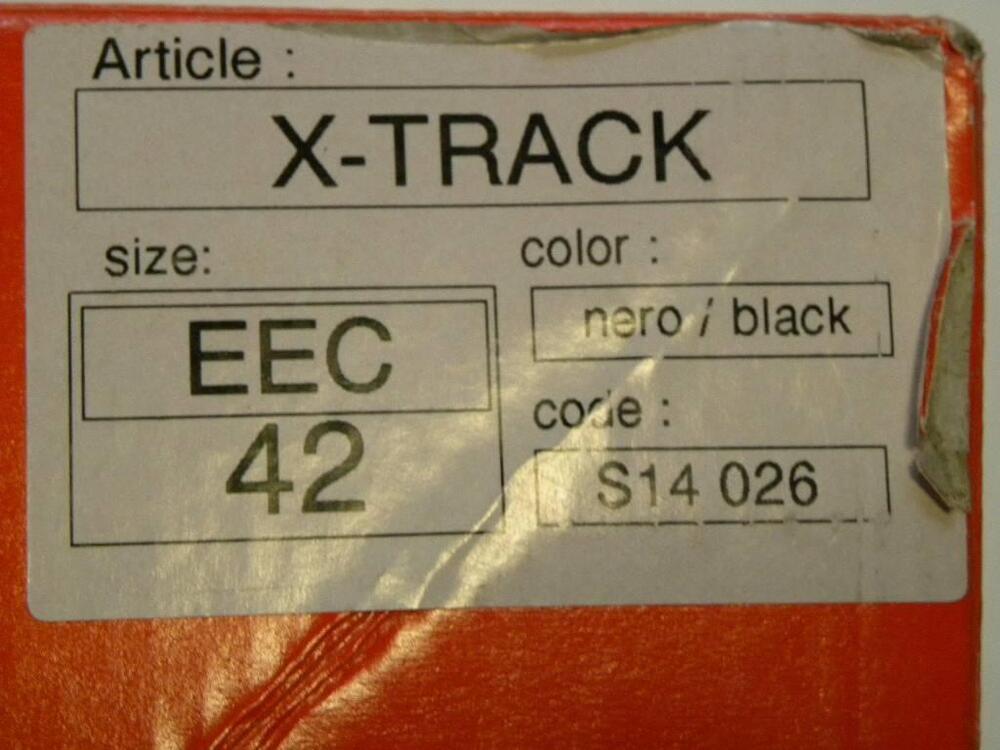 Article :
X-TRACK
size:
color :
EEC
nero / black
42
code :
S14 026